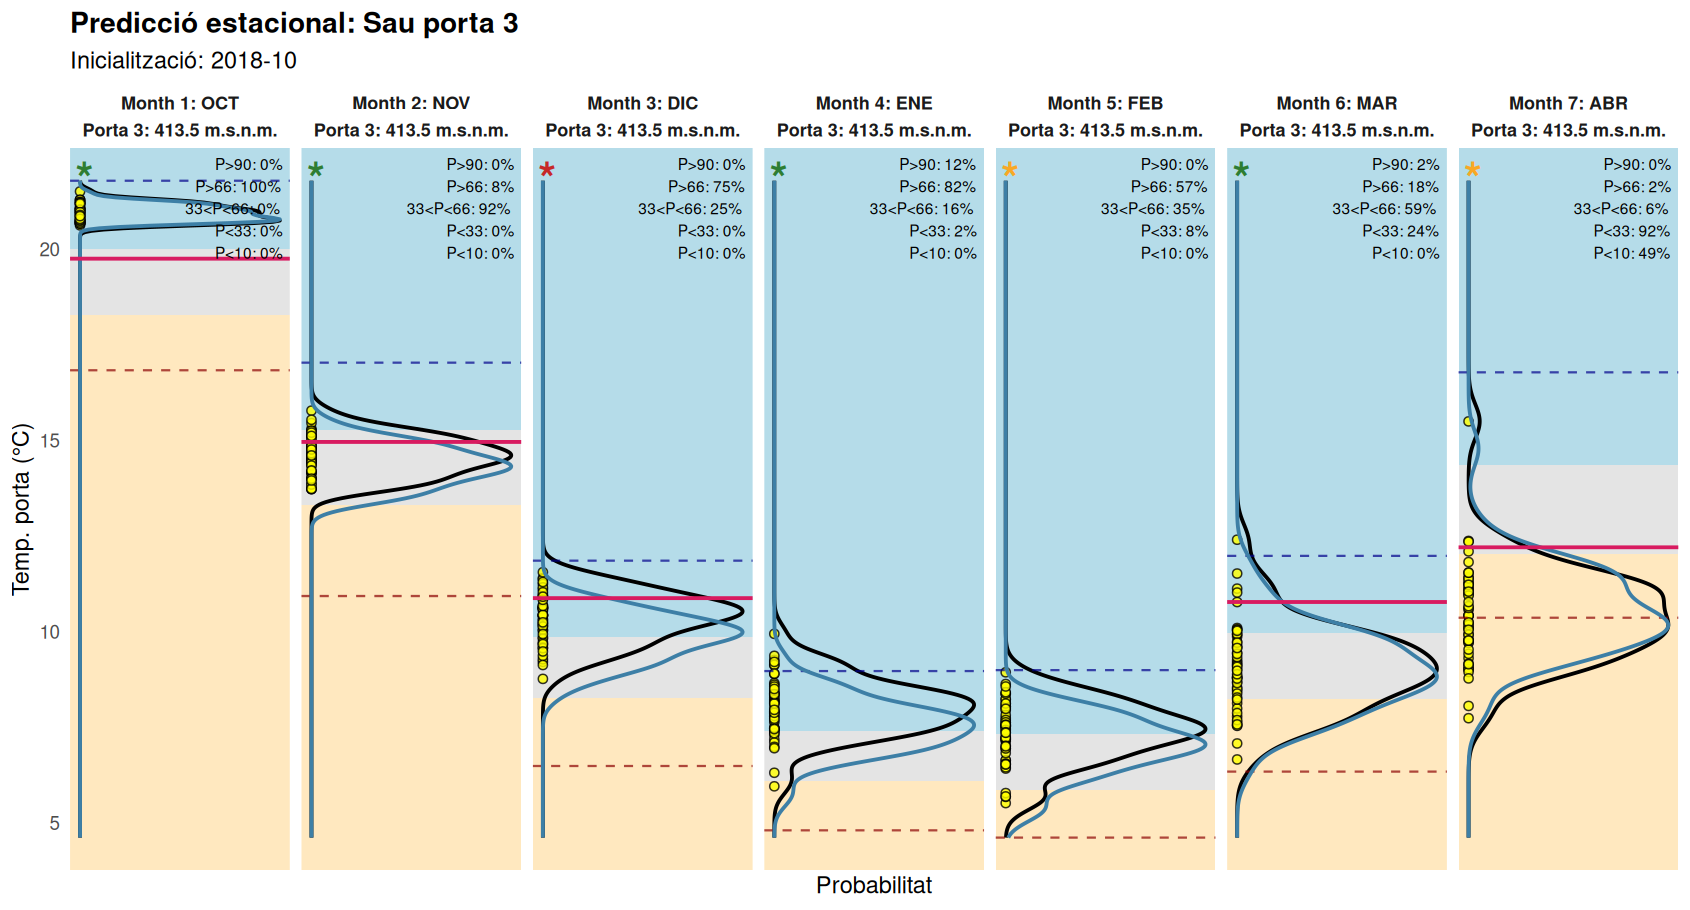 Predicció estacional: Sau porta 3
Inicialització: 2018-10
Month 1: OCT
Porta 3: 413.5 m.s.n.m.
Month 2: NOV
Porta 3: 413.5 m.s.n.m.
Month 3: DIC
Porta 3: 413.5 m.s.n.m.
Month 4: ENE
Porta 3: 413.5 m.s.n.m.
Month 5: FEB
Porta 3: 413.5 m.s.n.m.
Month 6: MAR
Porta 3: 413.5 m.s.n.m.
Month 7: ABR
Porta 3: 413.5 m.s.n.m.
*
P>90: 0%
P>66: 100%
33<P<66: 0%
P<33: 0%
P<10: 0%
*
P>90: 0%
P>66: 8%
33<P<66: 92%
P<33: 0%
P<10: 0%
*
P>90: 0%
P>66: 75%
33<P<66: 25%
P<33: 0%
P<10: 0%
*
P>90: 12%
P>66: 82%
33<P<66: 16%
P<33: 2%
P<10: 0%
*
P>90: 0%
P>66: 57%
33<P<66: 35%
P<33: 8%
P<10: 0%
*
P>90: 2%
P>66: 18%
33<P<66: 59%
P<33: 24%
P<10: 0%
*
P>90: 0%
P>66: 2%
33<P<66: 6%
P<33: 92%
P<10: 49%
Temp. porta (°C)
20
15
10
5
Probabilitat